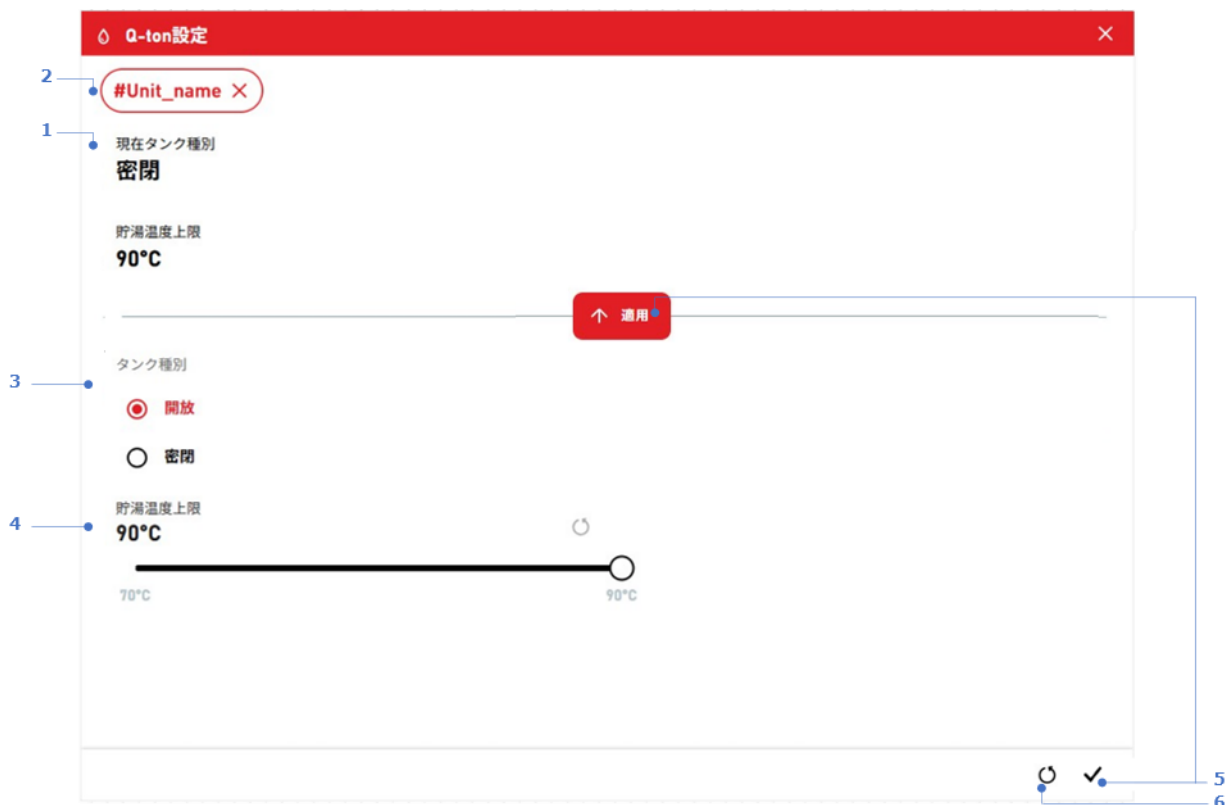 Q-ton設定
2
#Unit_name
1
現在タンク種別
密閉
貯湯温度上限
90°C
適用
3
タンク種別
開放
密閉
4
貯湯温度上限
90°C
70°C 90°C
5
6